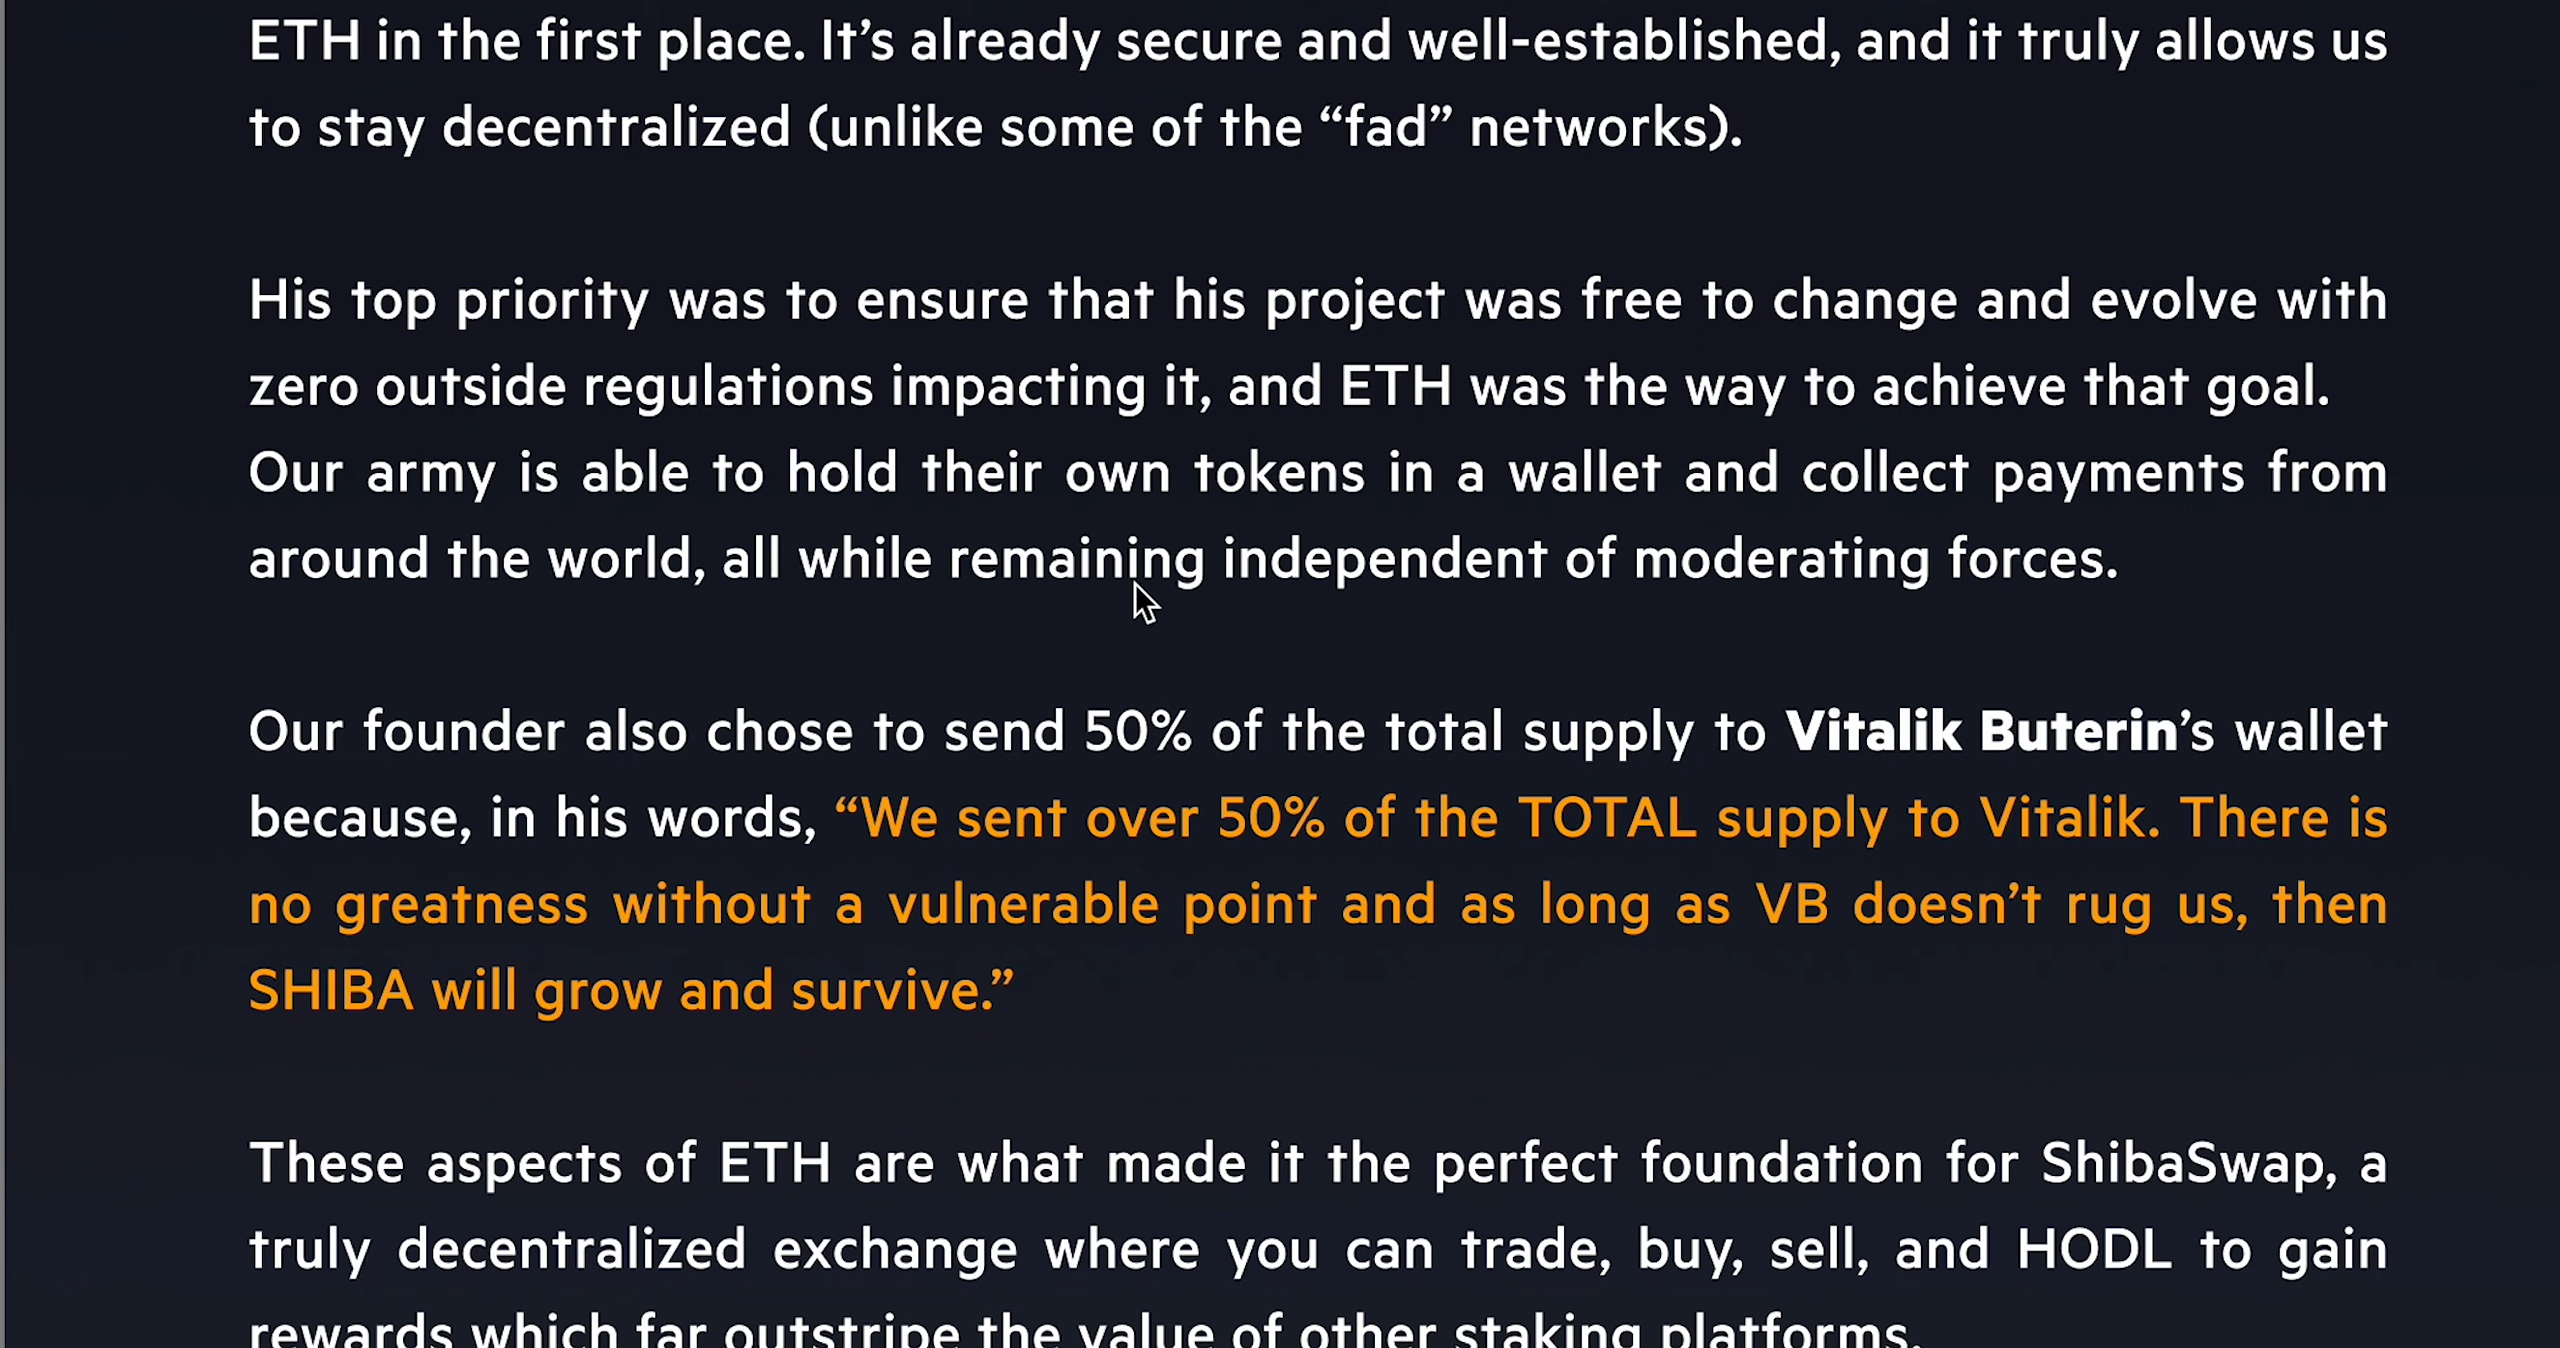 ETH in the first place. It’s already secure and well-established, and it truly allows us
to stay decentralized (unlike some of the “fad” networks).
His top priority was to ensure that his project was free to change and evolve with
zero outside regulations impacting it, and ETH was the way to achieve that goal.
Our army is able to hold their own tokens in a wallet and collect payments from
around the world, all while remaining independent of moderating forces.
Our founder also chose to send 50% of the total supply to Vitalik Buterin’s wallet
because, in his words, “We sent over 50% of the TOTAL supply to Vitalik. There is
no greatness without a vulnerable point and as long as VB doesn’t rug us, then
SHIBA will grow and survive.”
These aspects of ETH are what made it the perfect foundation for ShibaSwap, a
truly decentralized exchange where you can trade, buy, sell, and HODL to gain
rewards which far outstripe the value of other staking platforms.